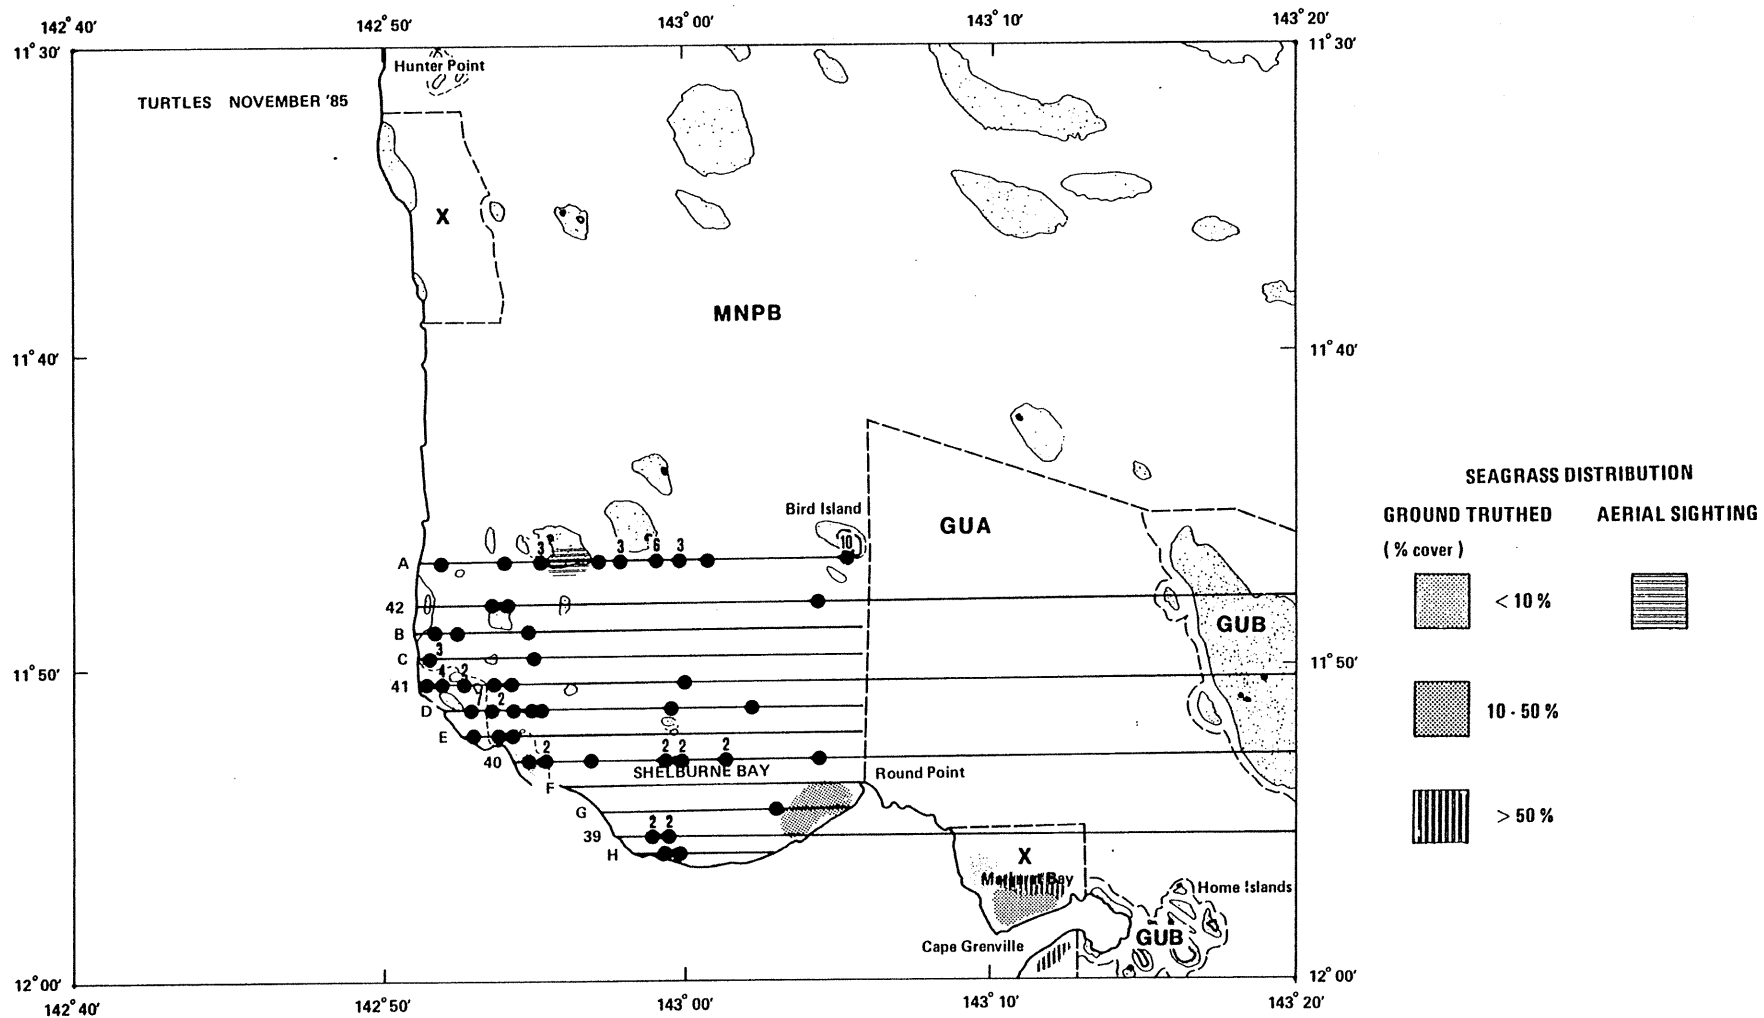 142° 40′ 142° 50′ 143° 00′ 143° 10′ 143° 20′
11° 30′ 11° 30′
Hunter Point
TURTLES NOVEMBER '85
X
MNPB
11° 40′ 11° 40′
SEAGRASS DISTRIBUTION
GROUND TRUTHED AERIAL SIGHTING
( % cover )
< 10 %
10 - 50 %
> 50 %
Bird Island
GUA
10
3 3 6 3
A
42
B
GUB
3
C
4 2
11° 50′ 11° 50′
41
7 2
D
E
2 2 2 2
40
SHELBURNE BAY
Round Point
F
G
2 2
39
H
X
Margaret Bay
Home Islands
GUB
Cape Grenville
12° 00′ 12° 00′
142° 40′ 142° 50′ 143° 00′ 143° 10′ 143° 20′